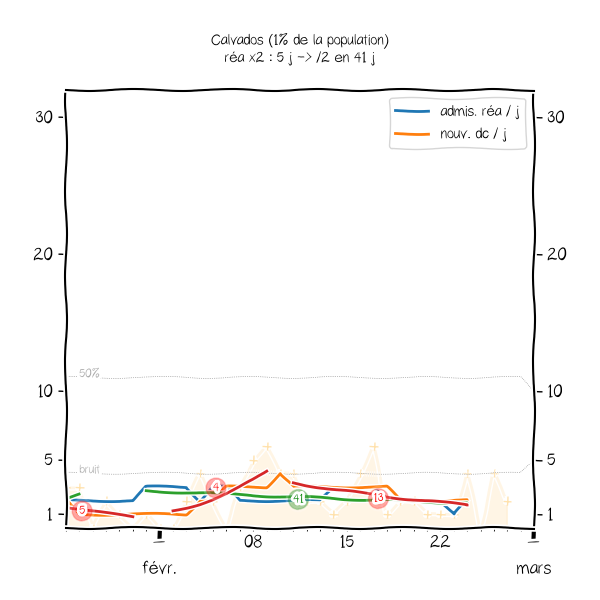 Calvados (1% de la population)
réa x2 : 5 j -> /2 en 41 j
admis. réa / j
nouv. dc / j
30
30
20
20
50%
10
10
bruit
5
5
4
41
13
5
1
1
08
15
22
févr.
mars